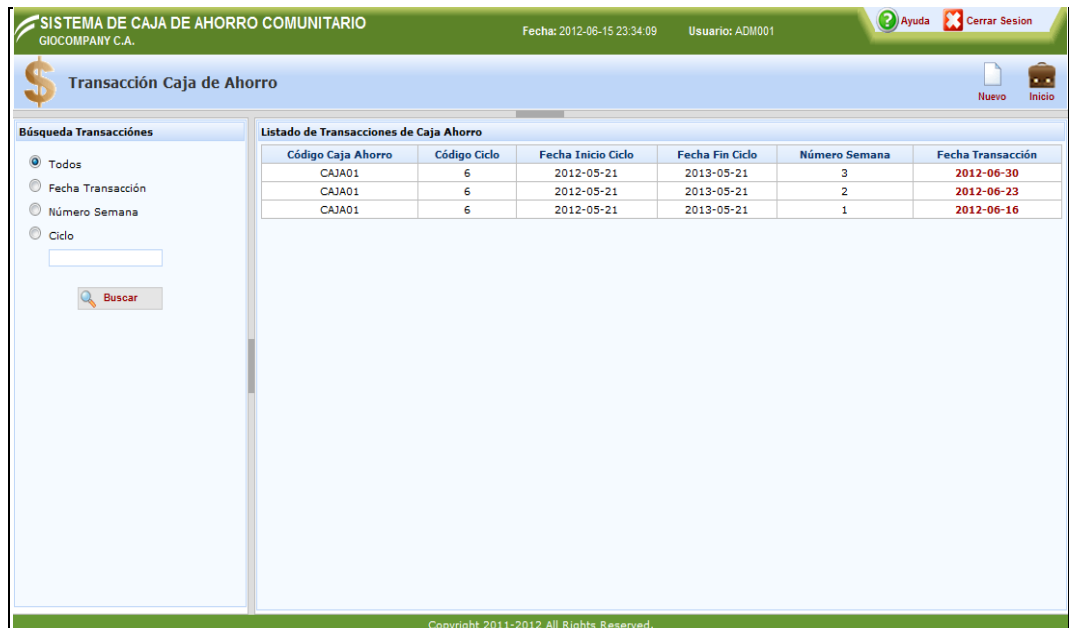 SISTEMA DE CAJA DE AHORRO COMUNITARIO
GIOCOMPANY C.A.
Fecha: 2012-06-15 23:34:09 Usuario: ADM001
Ayuda Cerrar Sesion
Transacción Caja de Ahorro
Nuevo Inicio
Búsqueda Transacciónes
Todos
Fecha Transacción
Número Semana
Ciclo
Buscar
Listado de Transacciones de Caja Ahorro
Código Caja Ahorro Código Ciclo Fecha Inicio Ciclo Fecha Fin Ciclo Número Semana Fecha Transacción
CAJA01 6 2012-05-21 2013-05-21 3 2012-06-30
CAJA01 6 2012-05-21 2013-05-21 2 2012-06-23
CAJA01 6 2012-05-21 2013-05-21 1 2012-06-16
Copyright 2011-2012 All Rights Reserved.